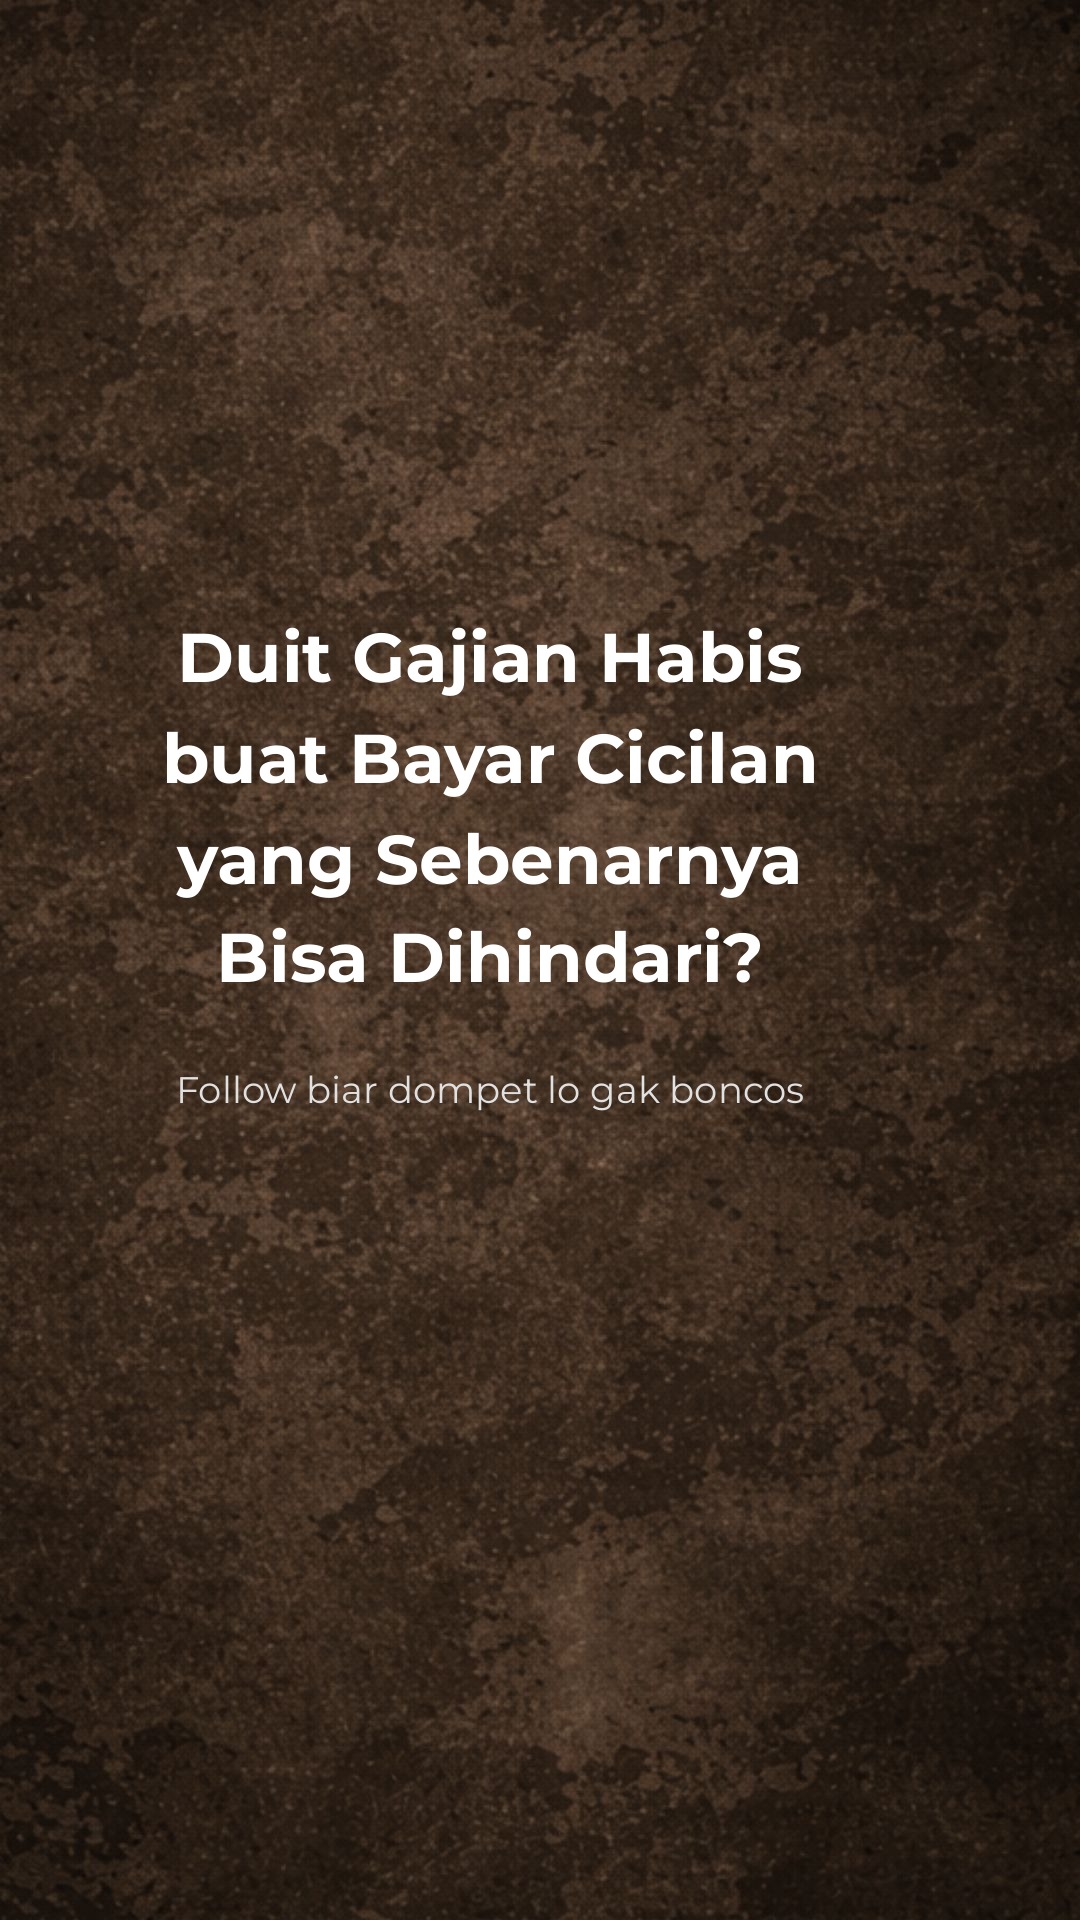 Duit Gajian Habis
buat Bayar Cicilan
yang Sebenarnya
Bisa Dihindari?
Follow biar dompet lo gak boncos